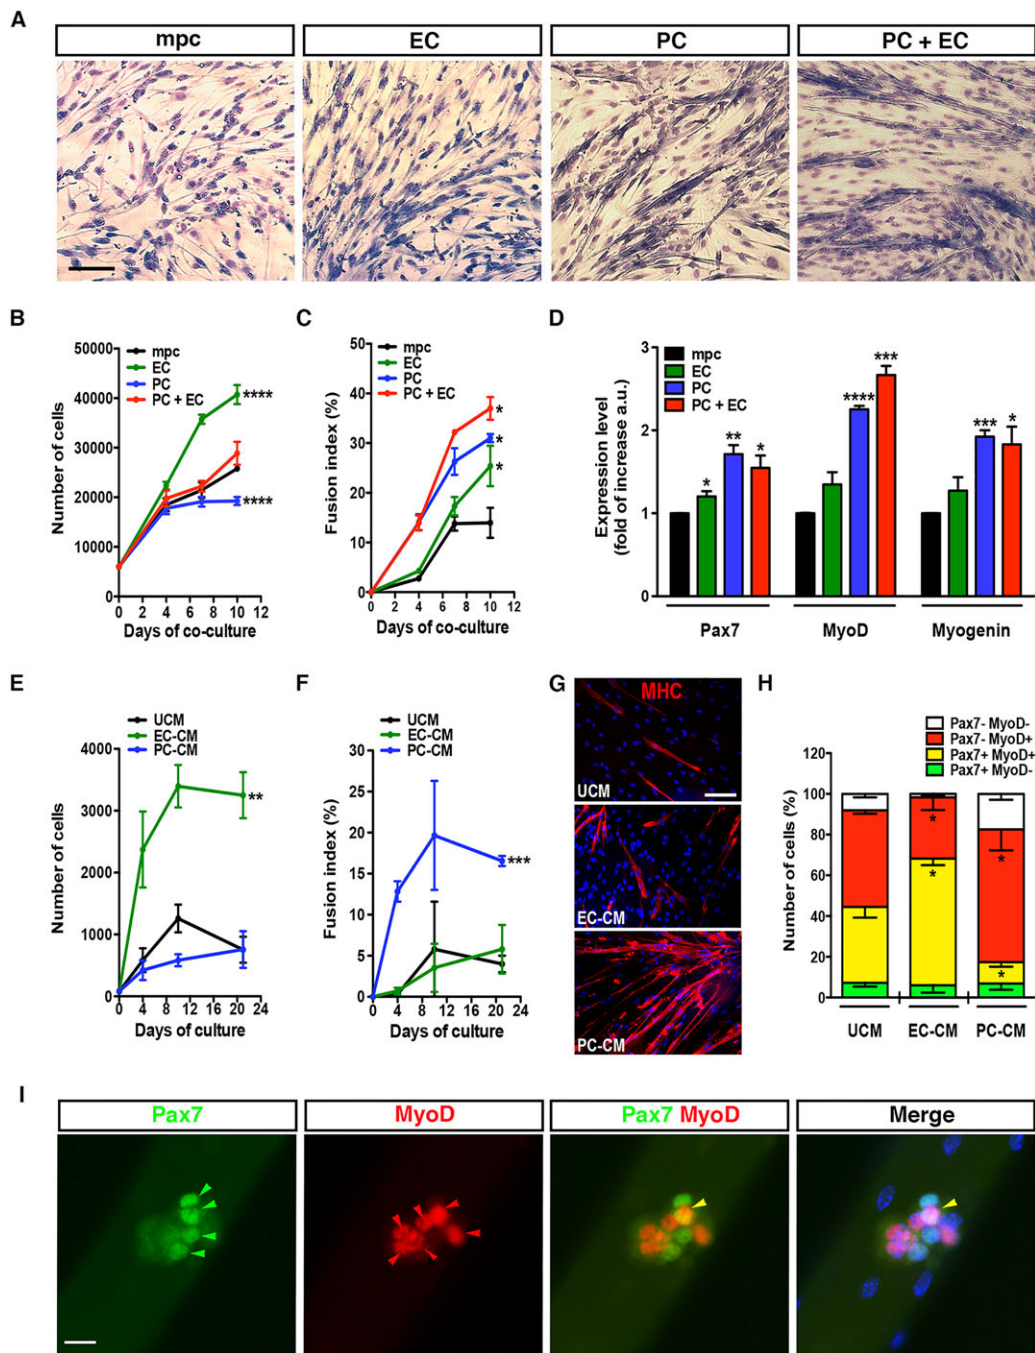 A
mpc
EC
PC
PC + EC
B
Number of cells
50000
40000
30000
20000
10000
0
0 2 4 6 8 10 12
Days of co-culture
mpc
EC
PC
PC + EC
****
****
C
Fusion index (%)
50
40
30
20
10
0
0 2 4 6 8 10 12
Days of co-culture
mpc
EC
PC
PC + EC
*
*
*
D
Expression level
(fold of increase a.u.)
3
2
1
0
mpc
EC
PC
PC + EC
*
**
*
****
***
***
*
Pax7
MyoD
Myogenin
E
Number of cells
4000
3000
2000
1000
0
0 4 8 12 16 20 24
Days of culture
UCM
EC-CM
PC-CM
**
F
Fusion index (%)
30
25
20
15
10
5
0
0 4 8 12 16 20 24
Days of culture
UCM
EC-CM
PC-CM
***
G
MHC
UCM
EC-CM
PC-CM
H
Pax7- MyoD-
Pax7- MyoD+
Pax7+ MyoD+
Pax7+ MyoD-
Number of cells (%)
120
100
80
60
40
20
0
*
*
*
*
UCM
EC-CM
PC-CM
I
Pax7
MyoD
Pax7 MyoD
Merge